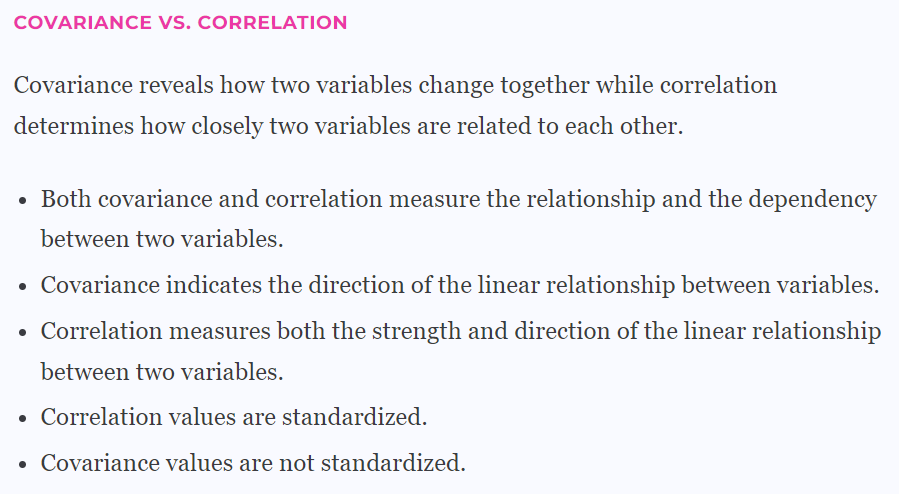 COVARIANCE VS. CORRELATION
Covariance reveals how two variables change together while correlation
determines how closely two variables are related to each other.
• Both covariance and correlation measure the relationship and the dependency
between two variables.
• Covariance indicates the direction of the linear relationship between variables.
• Correlation measures both the strength and direction of the linear relationship
between two variables.
• Correlation values are standardized.
• Covariance values are not standardized.